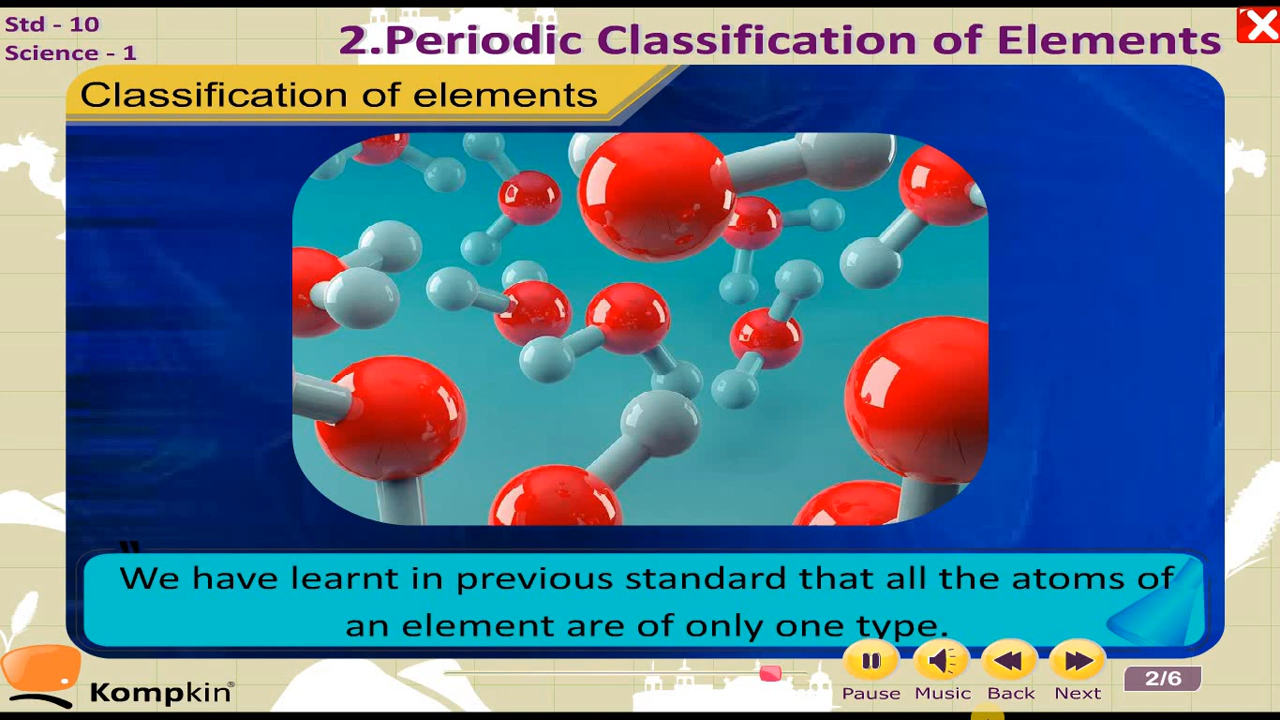 Std - 10
Science - 1
2.Periodic Classification of Elements
Classification of elements
We have learnt in previous standard that all the atoms of
an element are of only one type.
Kompkin®
Pause Music Back Next
2/6